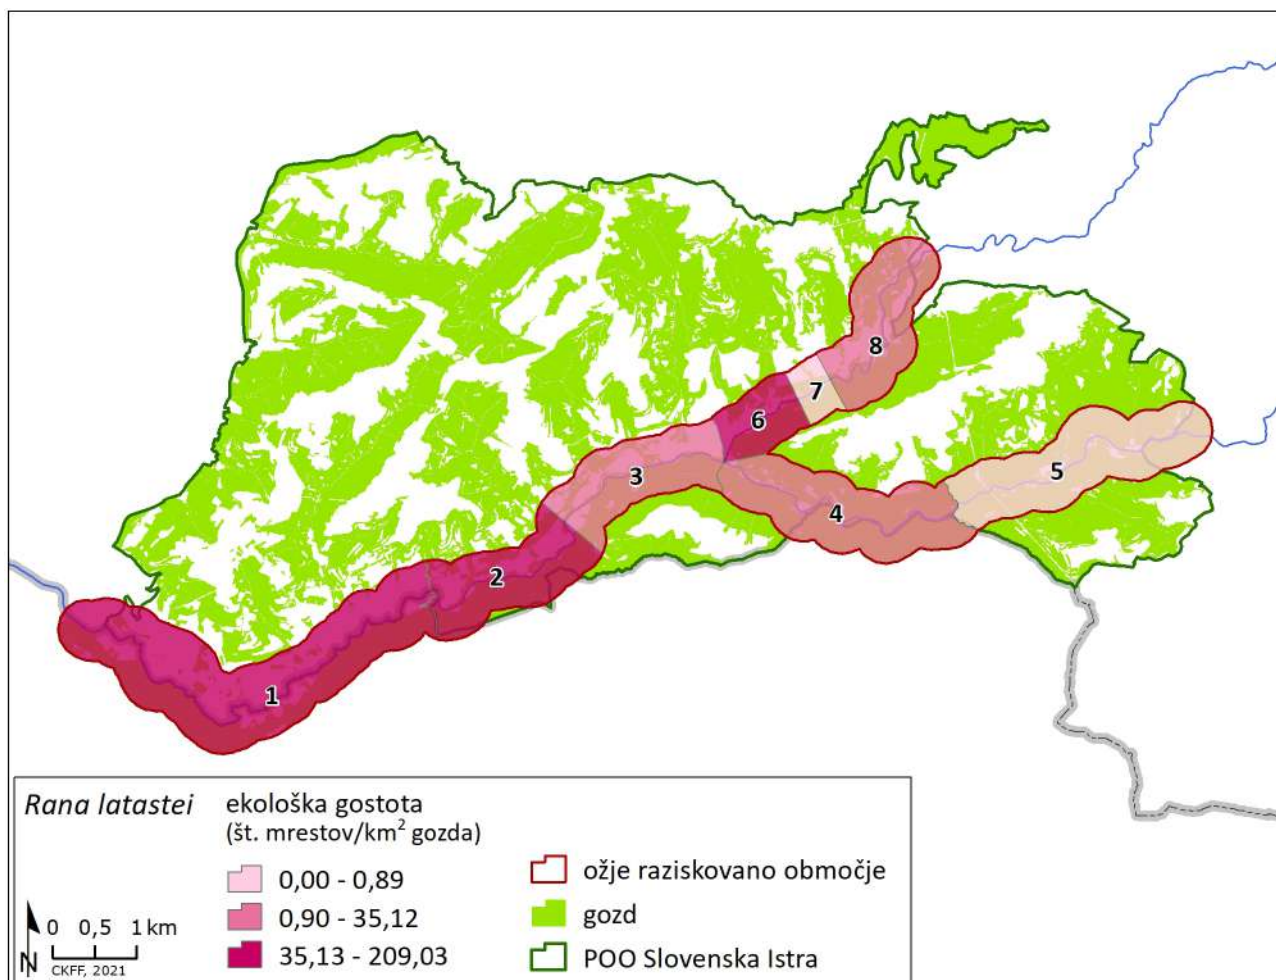 8
7
6
3
5
4
2
1
Rana latastei
ekološka gostota
(št. mrestov/km² gozda)
0,00 - 0,89
0,90 - 35,12
35,13 - 209,03
ožje raziskovano območje
gozd
POO Slovenska Istra
0 0,5 1 km
N
CKFF, 2021